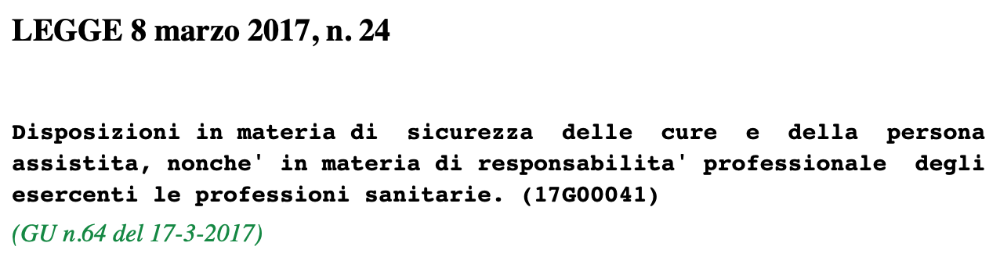 LEGGE 8 marzo 2017, n. 24
Disposizioni in materia di sicurezza delle cure e della persona
assistita, nonche' in materia di responsabilita' professionale degli
esercenti le professioni sanitarie. (17G00041)
(GU n.64 del 17-3-2017)